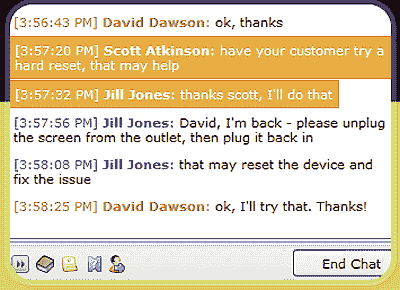 [3:56:43 PM] David Dawson: ok, thanks
[3:57:20 PM] Scott Atkinson: have your customer try a
hard reset, that may help
[3:57:32 PM] Jill Jones: thanks scott, I'll do that
[3:57:56 PM] Jill Jones: David, I'm back - please unplug
the screen from the outlet, then plug it back in
[3:58:08 PM] Jill Jones: that may reset the device and
fix the issue
[3:58:25 PM] David Dawson: ok, I'll try that. Thanks!
End Chat